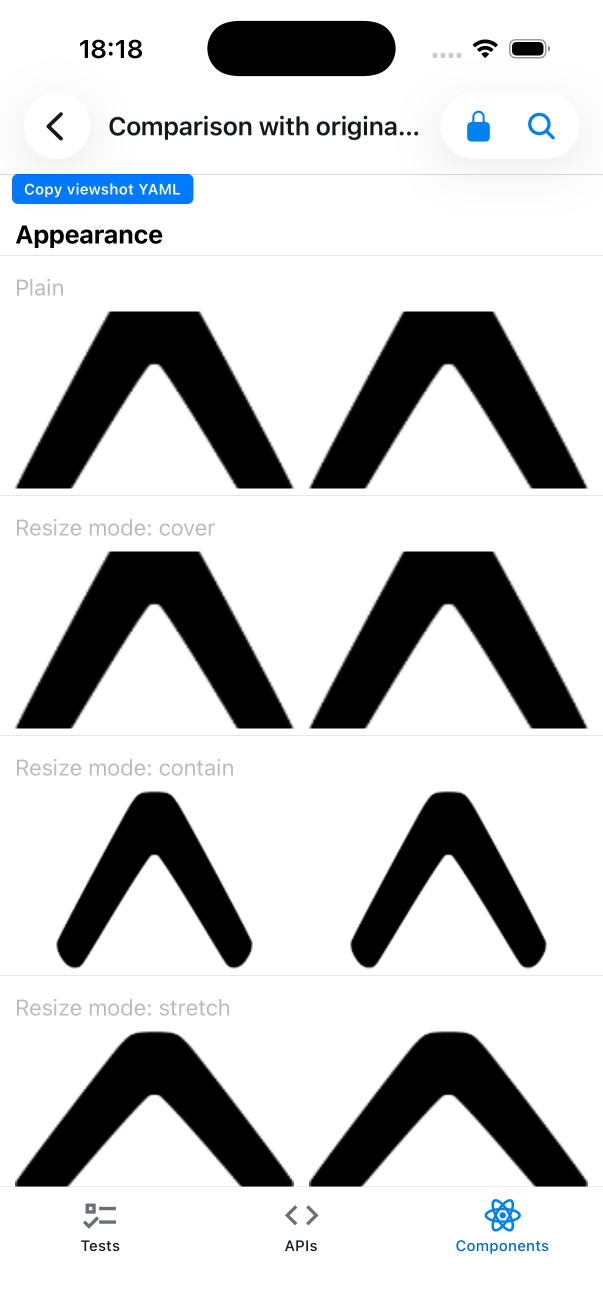 18:18
Comparison with origina...
Copy viewshot YAML
Appearance
Plain
Resize mode: cover
Resize mode: contain
Resize mode: stretch
Tests
APIs
Components